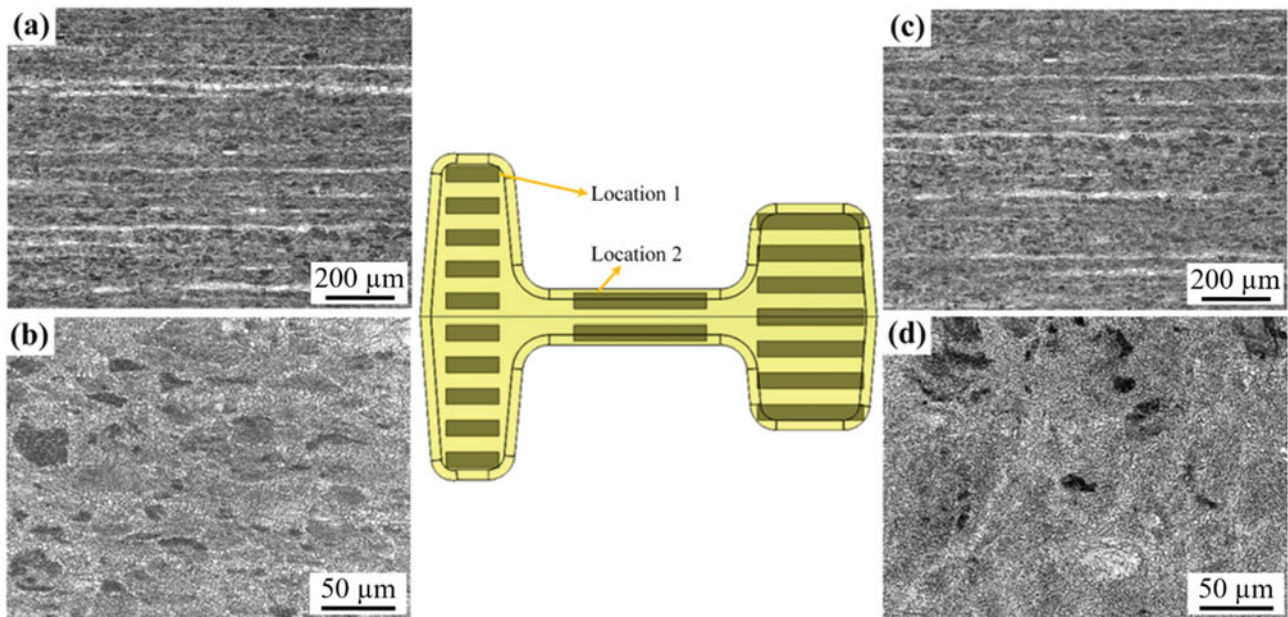 (a)
200 µm
(b)
50 µm
Location 1
Location 2
(c)
200 µm
(d)
50 µm